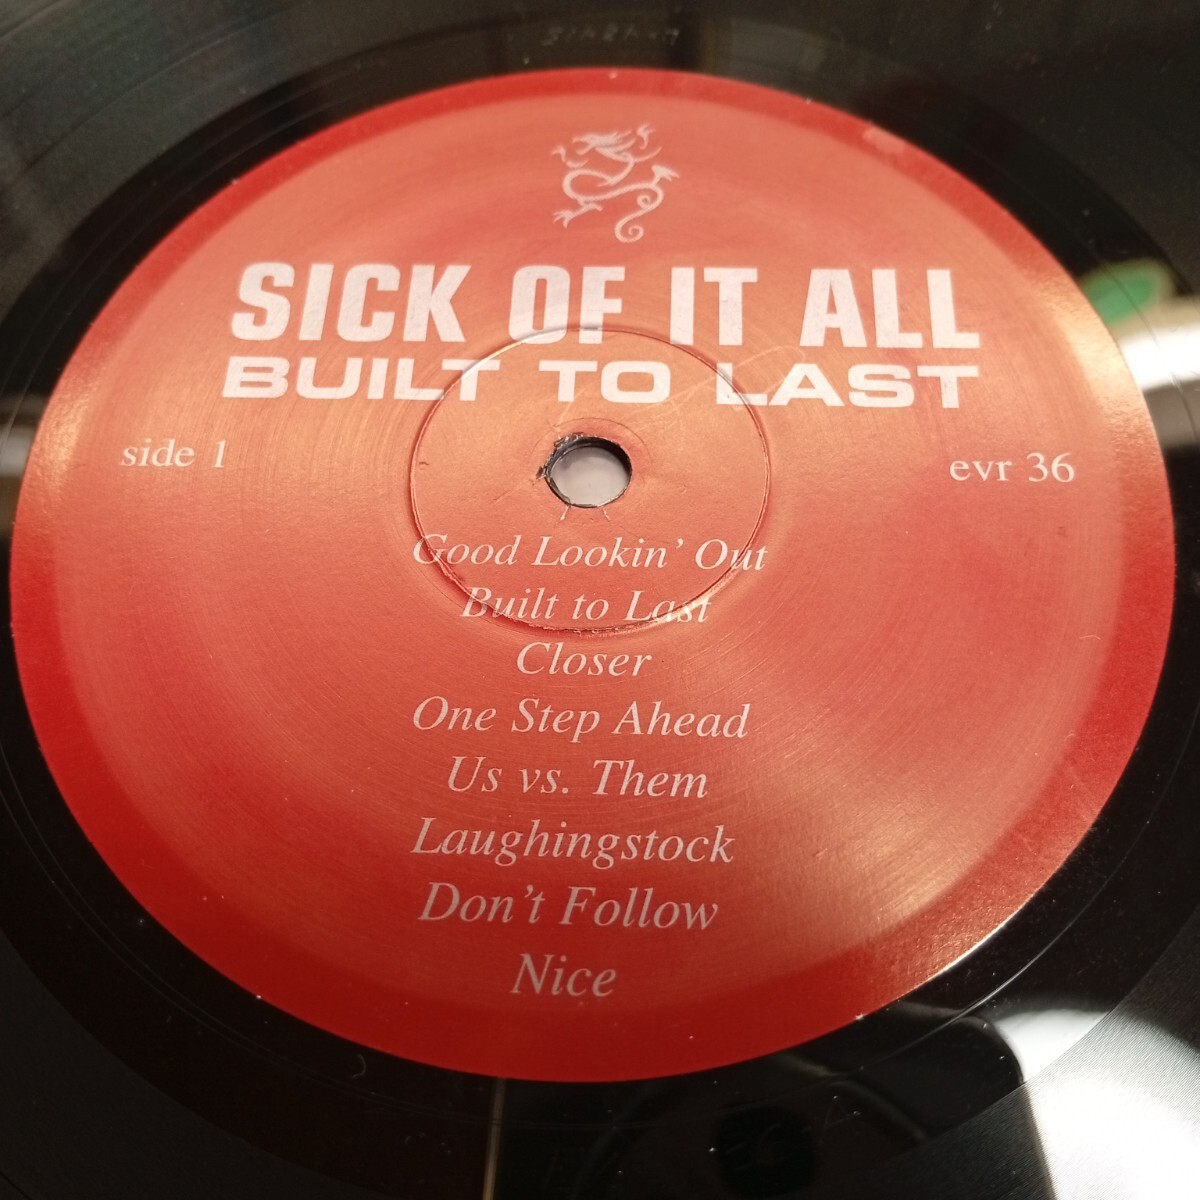 SICK OF IT ALL
BUILT TO LAST
side 1
evr 36
Good Lookin' Out
Built to Last
Closer
One Step Ahead
Us vs. Them
Laughingstock
Don't Follow
Nice